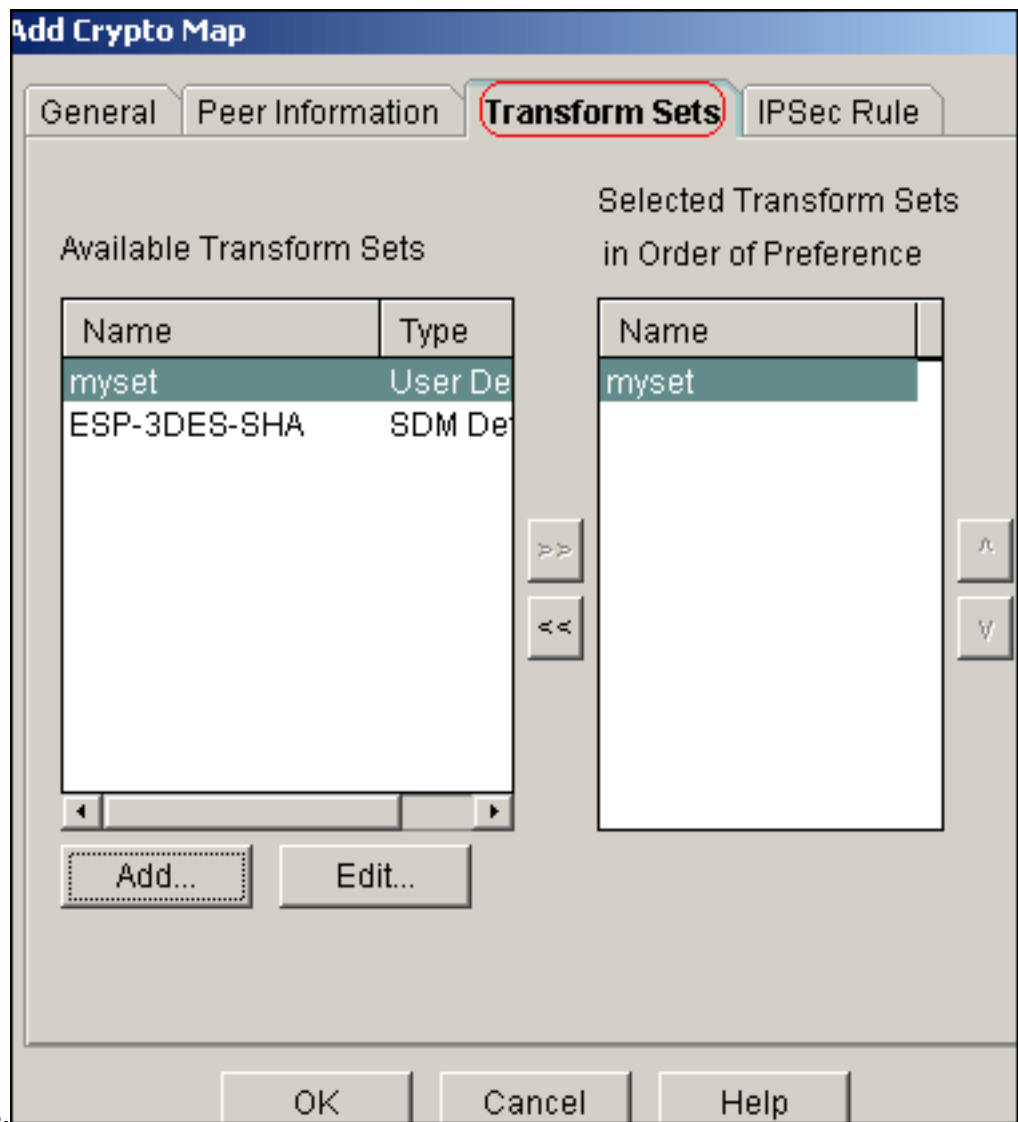 Add Crypto Map
General Peer Information Transform Sets IPSec Rule
Selected Transform Sets
in Order of Preference
Available Transform Sets
Name Type
myset User De
ESP-3DES-SHA SDM De
Name
myset
>>
<<
Add... Edit...
OK Cancel Help